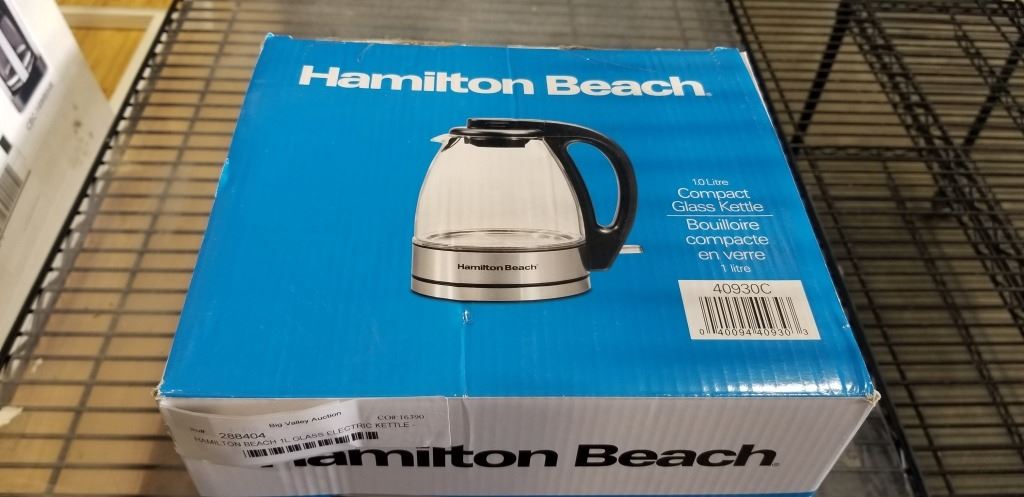 Hamilton Beach
1.0 Litre
Compact
Glass Kettle
Bouilloire
compacte
en verre
1 litre
Hamilton Beach
40930C
0 40094 40930 3
Big Valley Auction
CO#:16390
288404
HAMILTON BEACH 1L GLASS ELECTRIC KETTLE -
Hamilton Beach